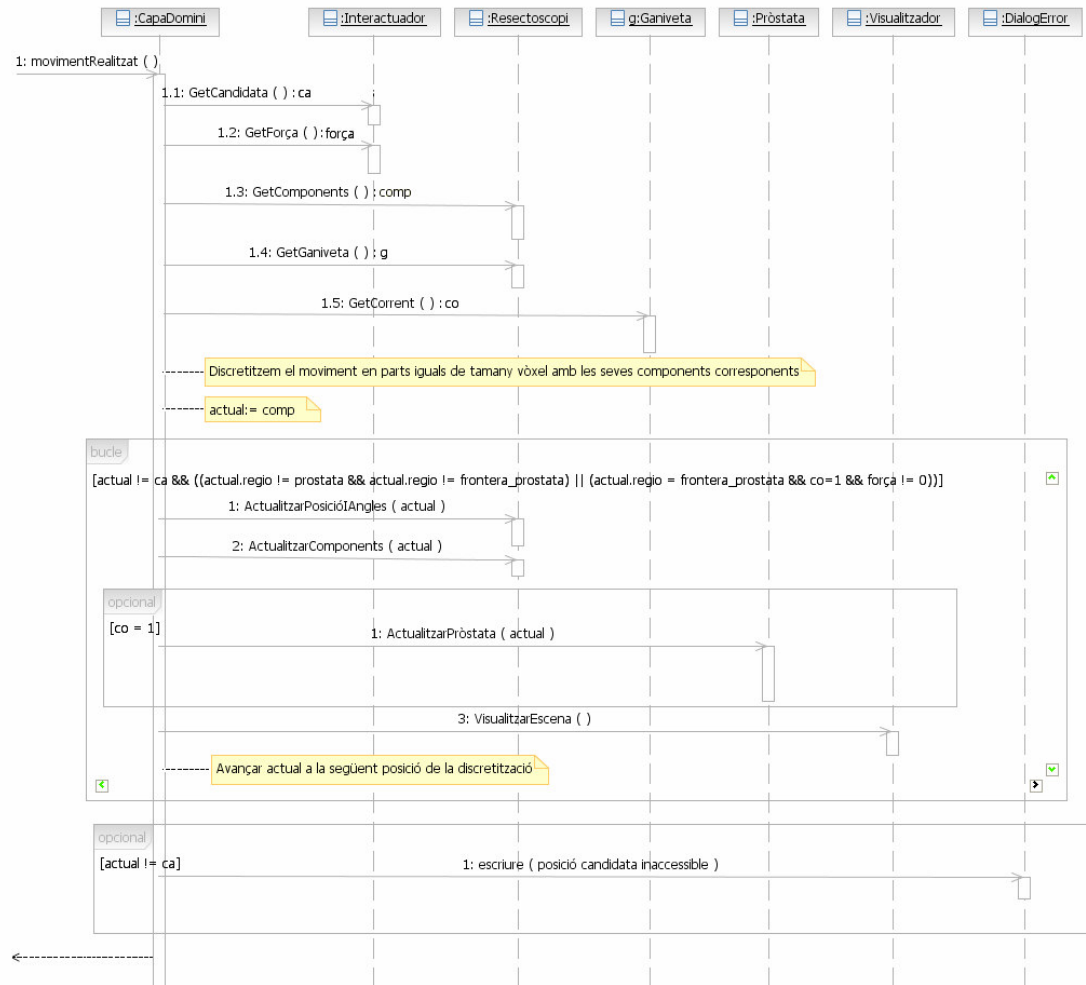 :CapaDomini :Interactuador :Resectoscopi g:Ganiveta :Pròstata :Visualitzador :DialogError
1: movimentRealitzat ( )
1.1: GetCandidata ( ) : ca
1.2: GetForça ( ): força
1.3: GetComponents ( ) : comp
1.4: GetGaniveta ( ) : g
1.5: GetCorrent ( ) : co
Discretitzem el moviment en parts iguals de tamany vòxel amb les seves components corresponents
actual:= comp
bucle
[actual != ca && ((actual.regio != prostata && actual.regio != frontera_prostata) || (actual.regio = frontera_prostata && co=1 && força != 0))]
1: ActualitzarPosicióIAngles ( actual )
2: ActualitzarComponents ( actual )
opcional
[co = 1]
1: ActualitzarPròstata ( actual )
3: VisualitzarEscena ( )
Avançar actual a la següent posició de la discretització
opcional
[actual != ca]
1: escriure ( posició candidata inaccessible )